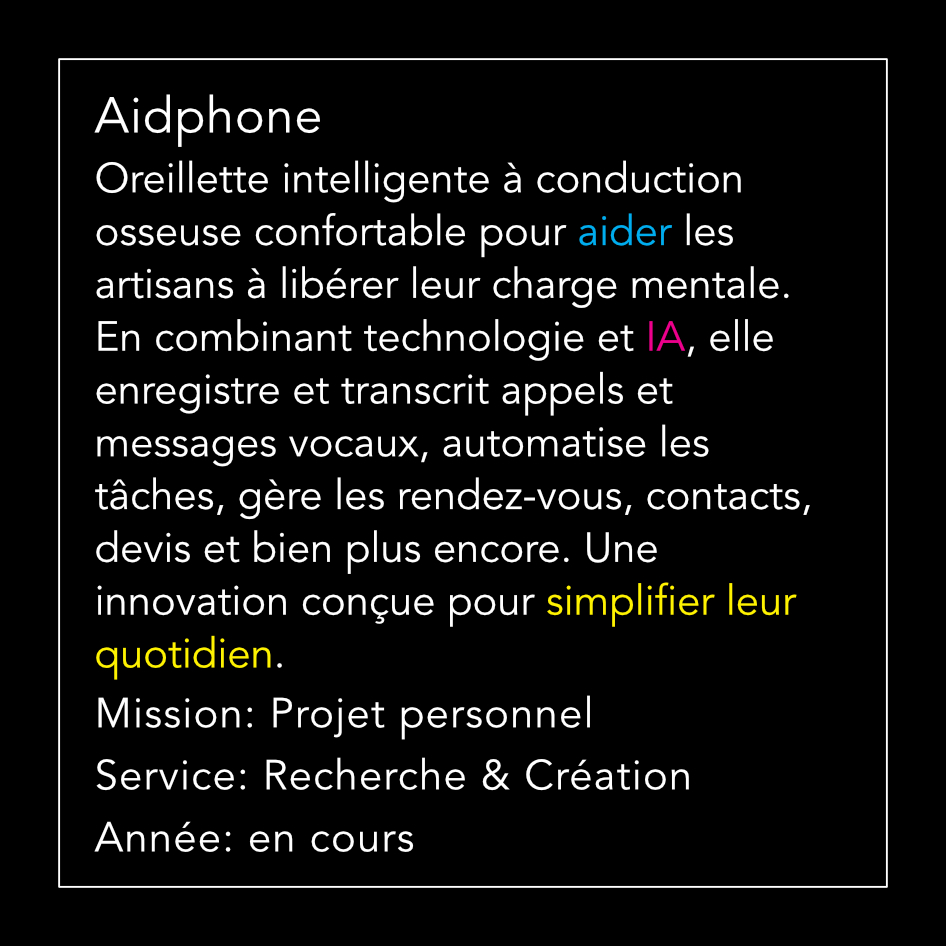 Aidphone
Oreillette intelligente à conduction
osseuse confortable pour aider les
artisans à libérer leur charge mentale.
En combinant technologie et IA, elle
enregistre et transcrit appels et
messages vocaux, automatise les
tâches, gère les rendez-vous, contacts,
devis et bien plus encore. Une
innovation conçue pour simplifier leur
quotidien.
Mission: Projet personnel
Service: Recherche & Création
Année: en cours